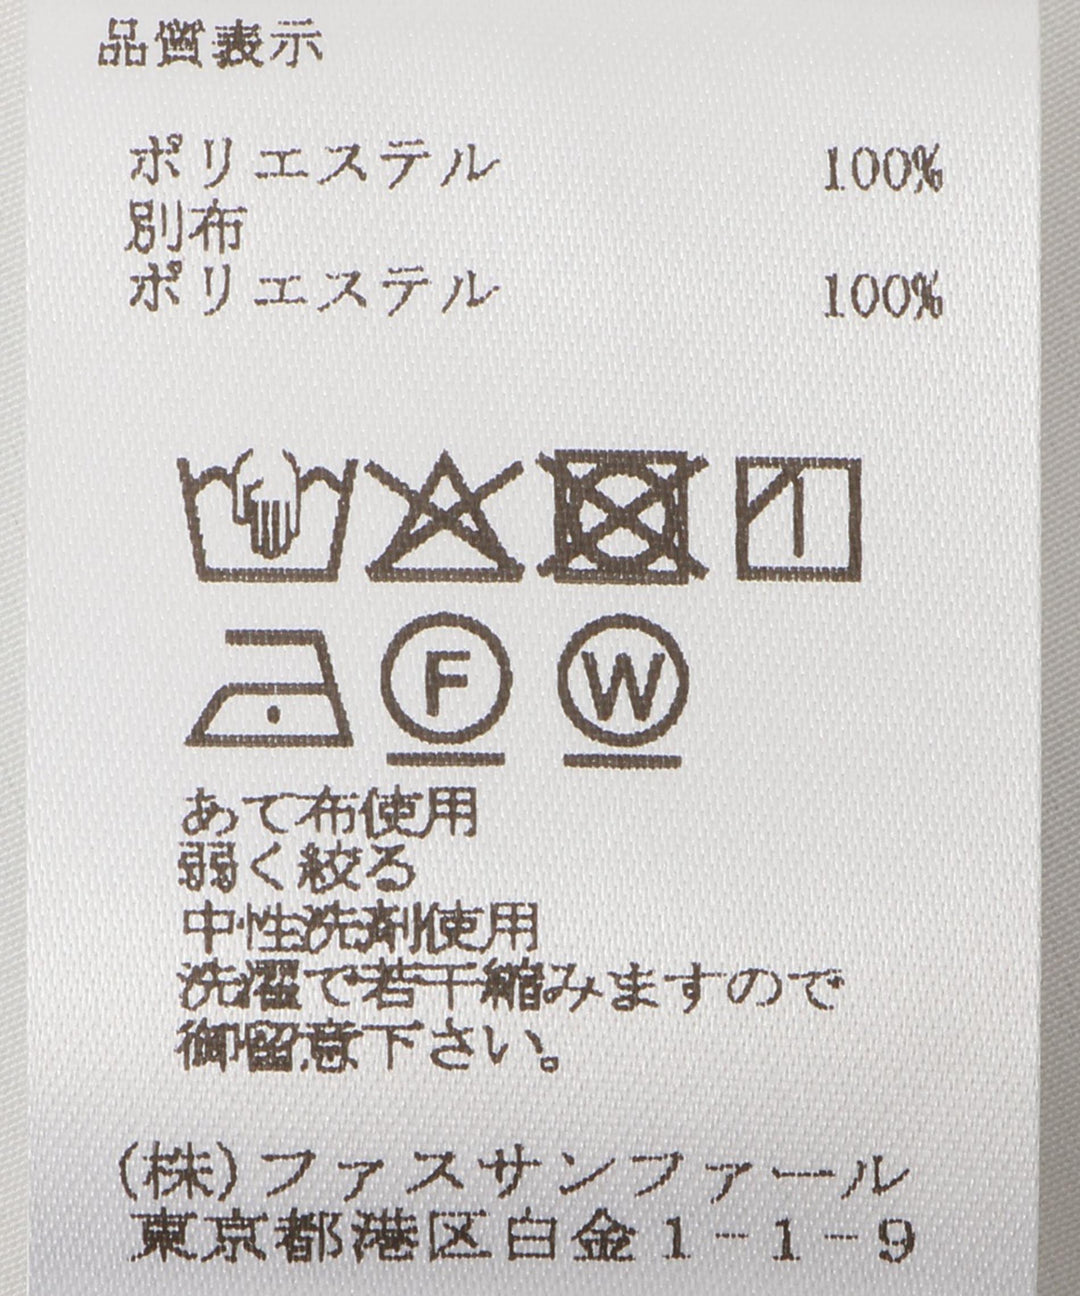 品質表示
ポリエステル 100%
別布
ポリエステル 100%
F W
あて布使用
弱く絞る
中性洗剤使用
洗濯で若干縮みますので
御留意下さい。
(株)ファスサンファール
東京都港区白金1-1-9